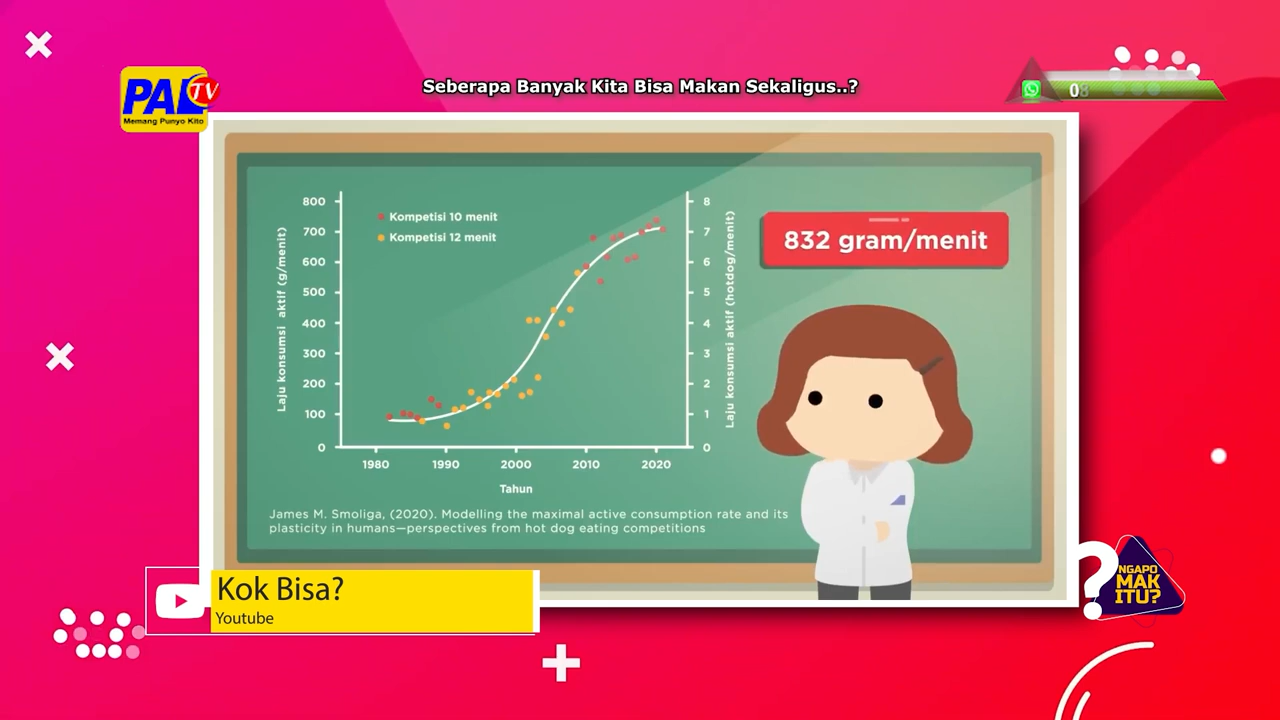 Seberapa Banyak Kita Bisa Makan Sekaligus..?
PAL TV
Memang Punyo Kito
08
800
700
600
500
400
300
200
100
0
Laju konsumsi aktif (g/menit)
Kompetisi 10 menit
Kompetisi 12 menit
8
7
6
5
4
3
2
1
0
Laju konsumsi aktif (hotdog/menit)
1980 1990 2000 2010 2020
Tahun
832 gram/menit
James M. Smoliga, (2020). Modelling the maximal active consumption rate and its
plasticity in humans—perspectives from hot dog eating competitions
Kok Bisa?
Youtube
?
NGAPO
MAK
ITU?